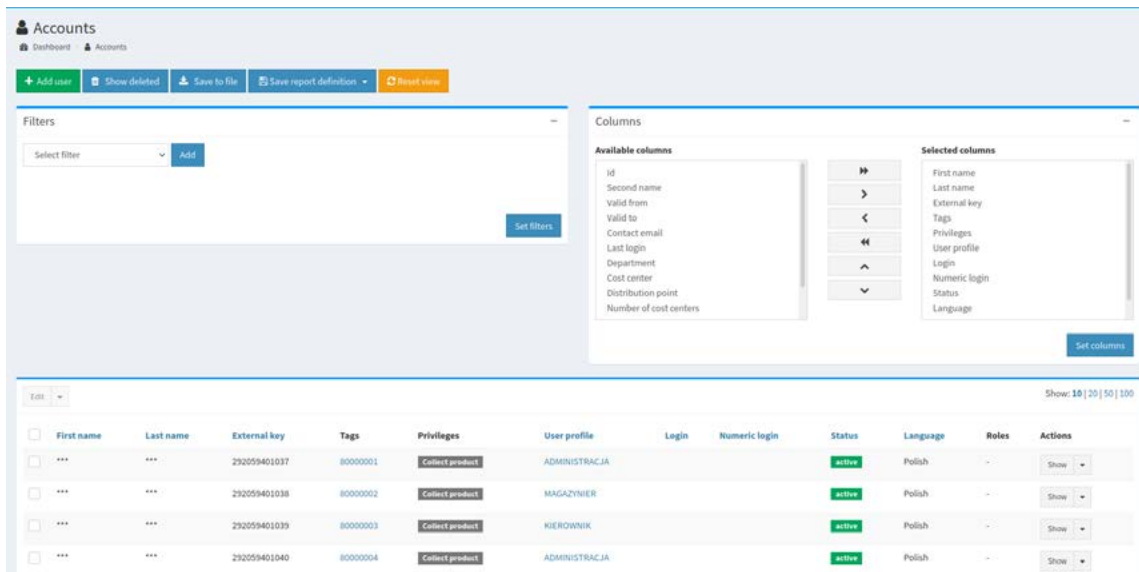 Accounts
Dashboard Accounts
Add user Show deleted Save to file Save report definition Reset view
Filters
Select filter Add
Set filters
Columns
Available columns
Id
Second name
Valid from
Valid to
Contact email
Last login
Department
Cost center
Distribution point
Number of cost centers
Selected columns
First name
Last name
External key
Tags
Privileges
User profile
Login
Numeric login
Status
Language
Set columns
Edit
Show: 10 | 20 | 50 | 100
First name Last name External key Tags Privileges User profile Login Numeric login Status Language Roles Actions
*** *** 292059401037 80000001 Collect product ADMINISTRACJA active Polish - Show
*** *** 292059401038 80000002 Collect product MAGAZYNIER active Polish - Show
*** *** 292059401039 80000003 Collect product KIEROWNIK active Polish - Show
*** *** 292059401040 80000004 Collect product ADMINISTRACJA active Polish - Show